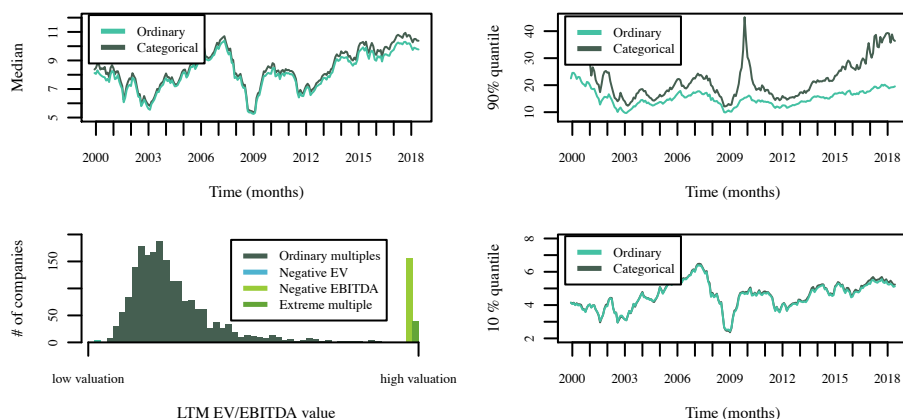 Median
11
9
7
5
Ordinary
Categorical
2000 2003 2006 2009 2012 2015 2018
Time (months)
90% quantile
40
30
20
10
Ordinary
Categorical
2000 2003 2006 2009 2012 2015 2018
Time (months)
# of companies
150
50
0
Ordinary multiples
Negative EV
Negative EBITDA
Extreme multiple
low valuation high valuation
LTM EV/EBITDA value
10 % quantile
8
6
4
2
Ordinary
Categorical
2000 2003 2006 2009 2012 2015 2018
Time (months)